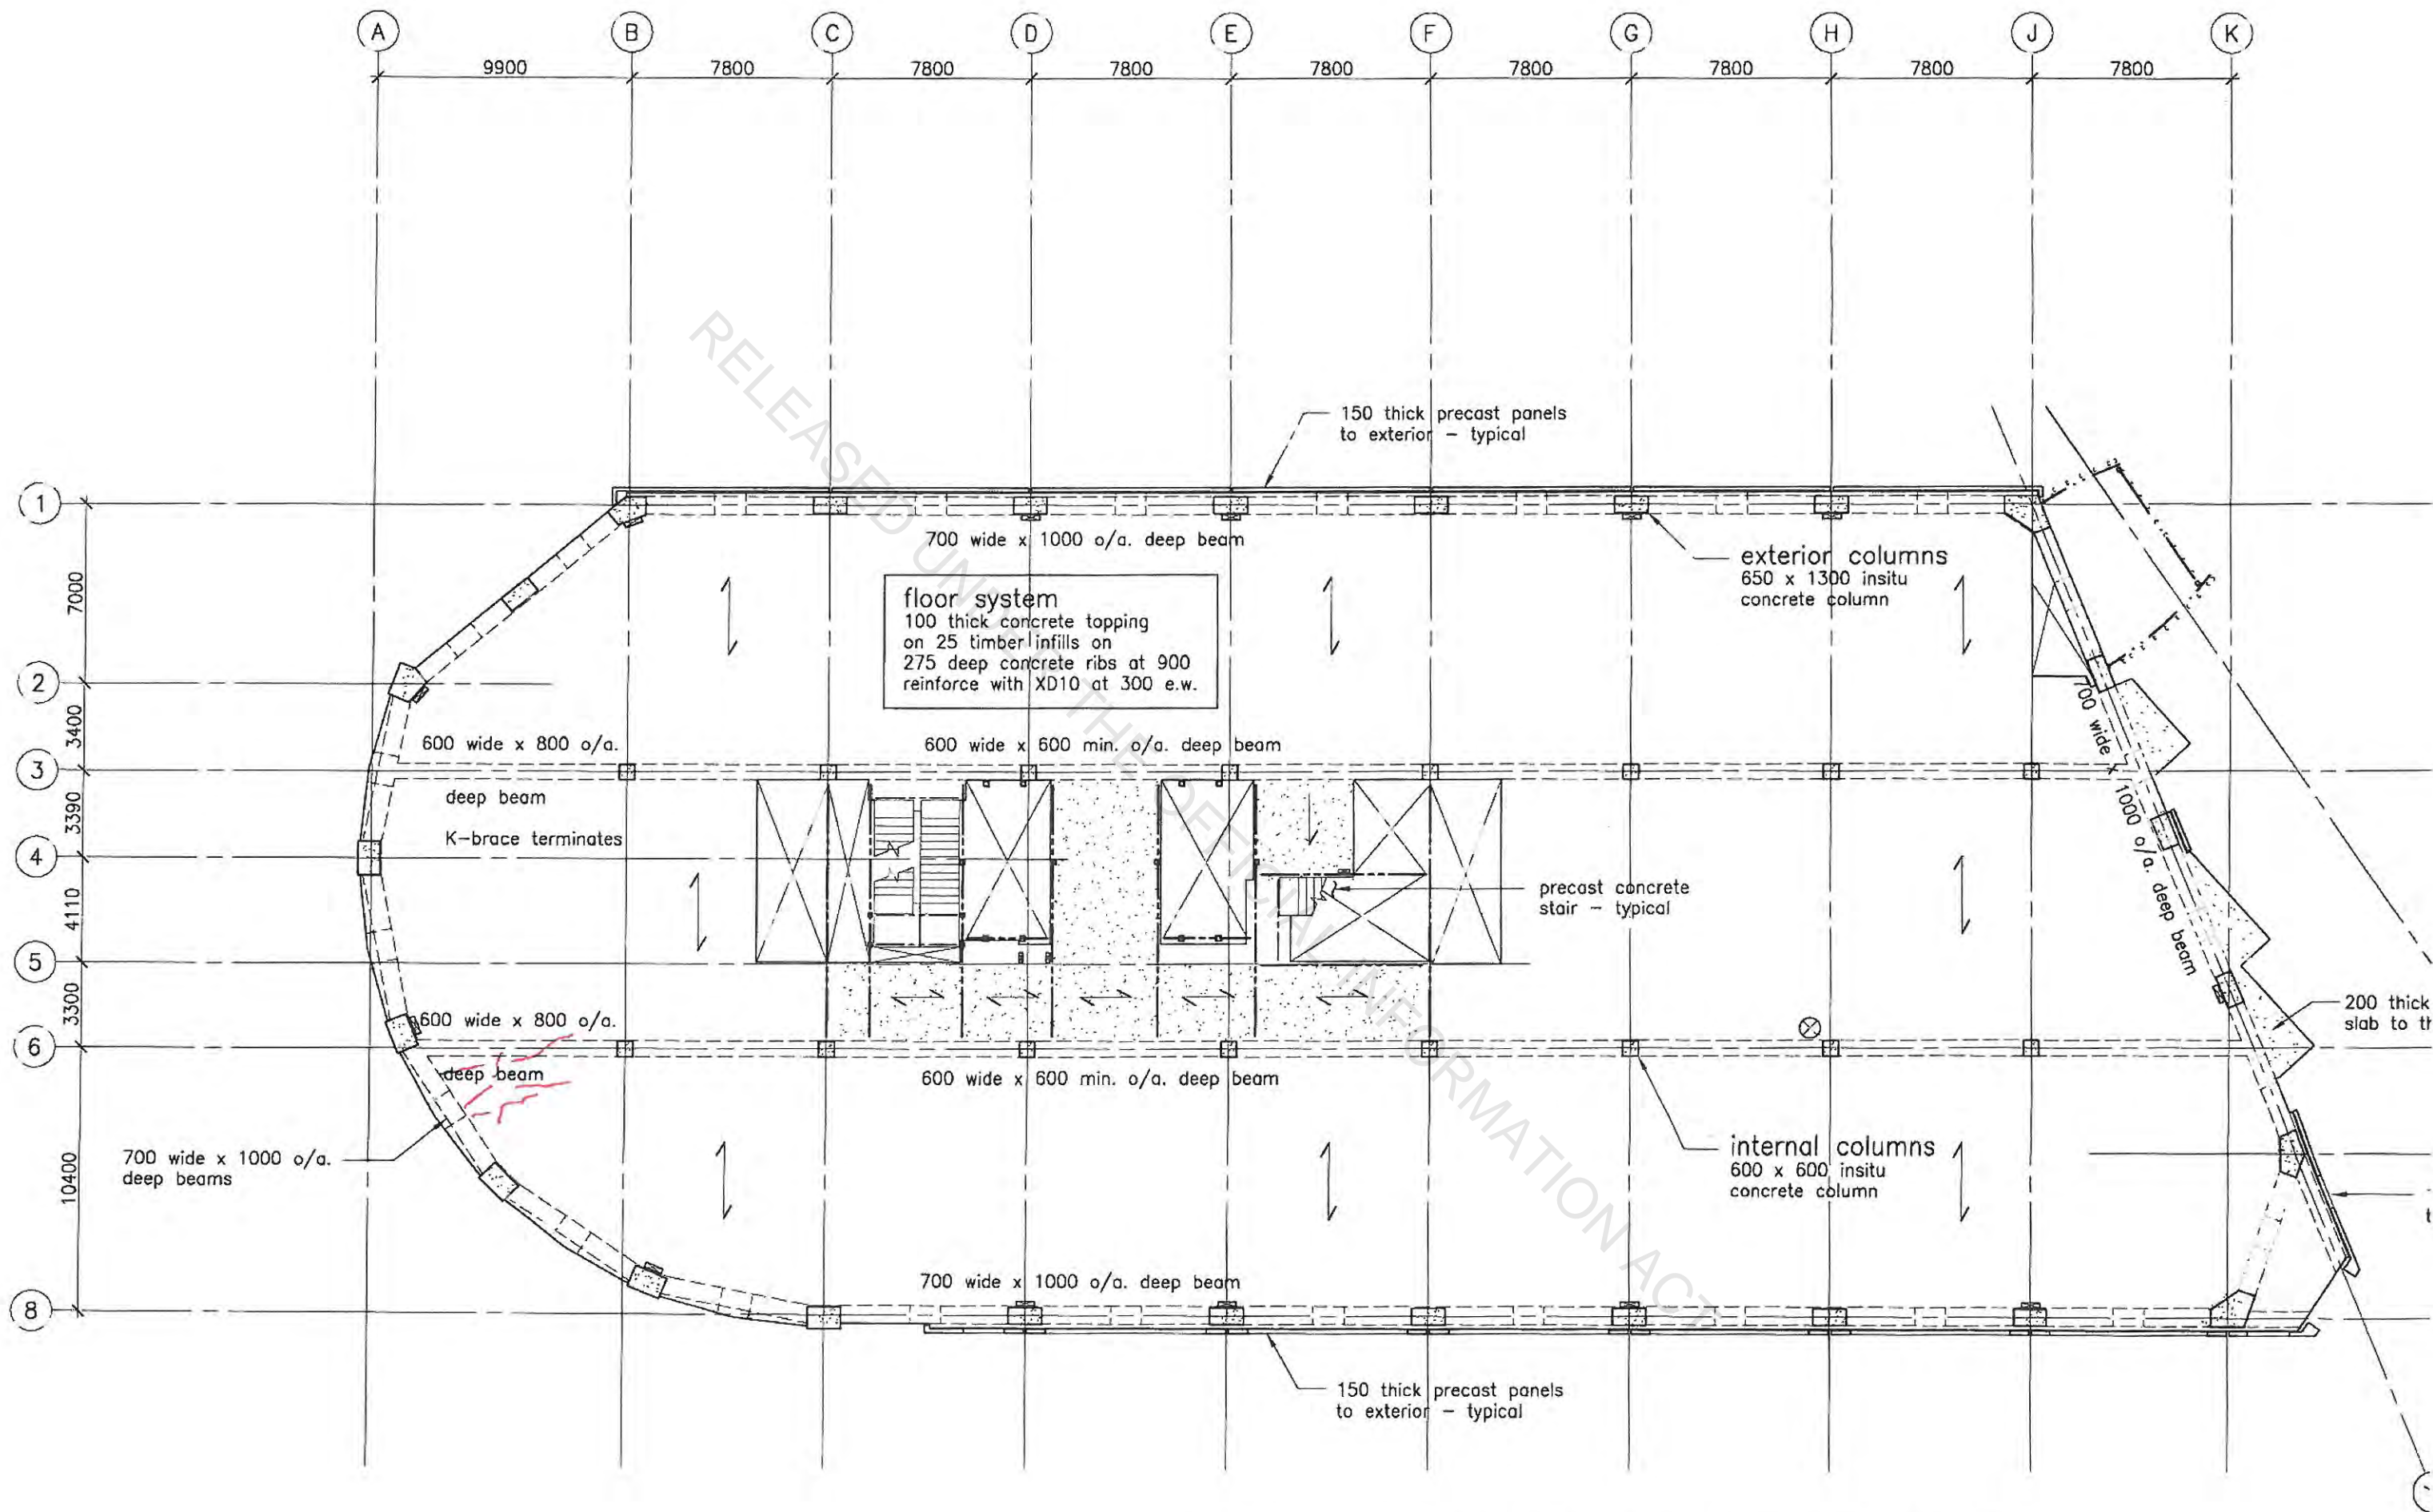 A B C D E F G H J K
9900 7800 7800 7800 7800 7800 7800 7800 7800
RELEASED UNDER THE OFFICIAL INFORMATION ACT
150 thick precast panels
to exterior - typical
1
700 wide x 1000 o/a. deep beam
exterior columns
650 x 1300 insitu
concrete column
7000
floor system
100 thick concrete topping
on 25 timber infills on
275 deep concrete ribs at 900
reinforce with XD10 at 300 e.w.
2
3400
600 wide x 800 o/a.
deep beam
600 wide x 600 min. o/a. deep beam
700 wide x 1000 o/a. deep beam
3
3390
K-brace terminates
4
4110
precast concrete
stair - typical
5
3300
200 thick
slab to
600 wide x 800 o/a.
deep beam
6
600 wide x 600 min. o/a. deep beam
internal columns
600 x 600 insitu
concrete column
700 wide x 1000 o/a.
deep beams
10400
700 wide x 1000 o/a. deep beam
8
150 thick precast panels
to exterior - typical